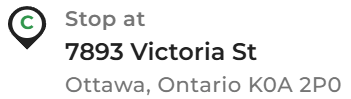 C
Stop at
7893 Victoria St
Ottawa, Ontario K0A 2P0